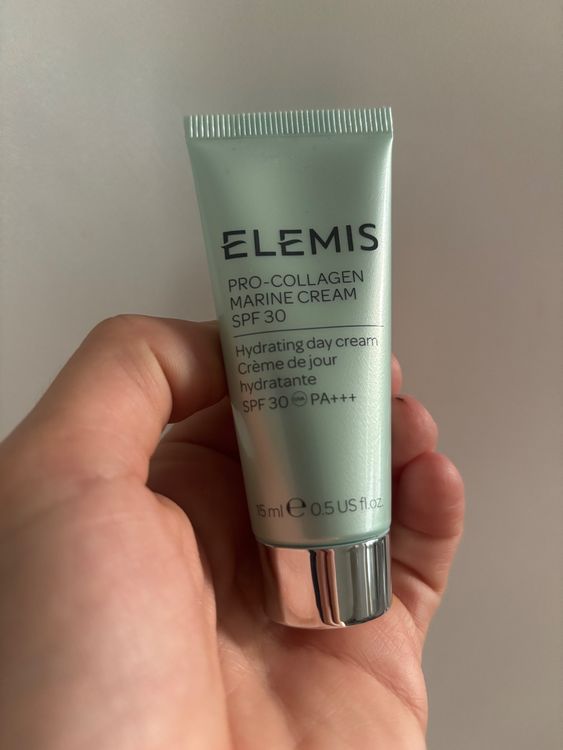 ELEMIS
PRO-COLLAGEN
MARINE CREAM
SPF 30
Hydrating day cream
Crème de jour
hydratante
SPF 30 UVA PA+++
15 ml e 0.5 US fl.oz.